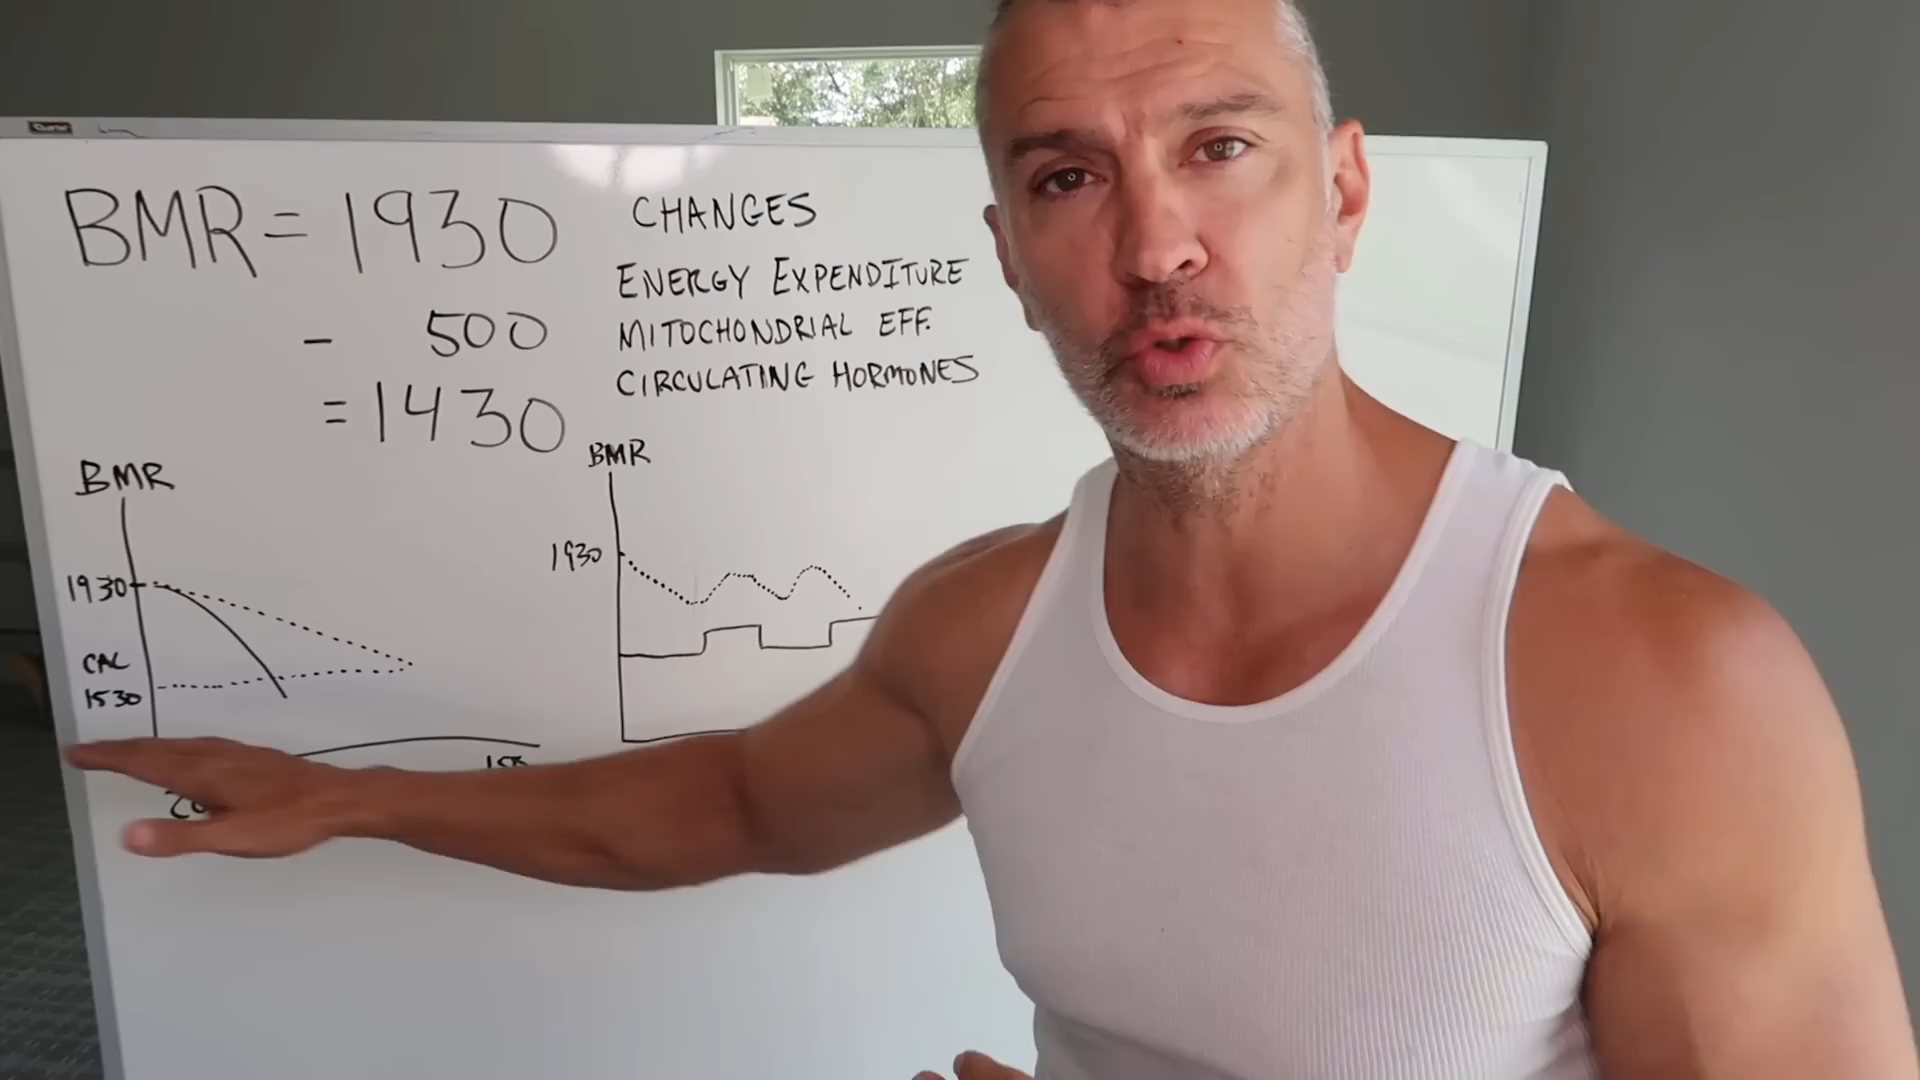 BMR = 1930
- 500
= 1430
CHANGES
ENERGY EXPENDITURE
MITOCHONDRIAL EFF.
CIRCULATING HORMONES
BMR
1930
CAL
1530
BMR
1930